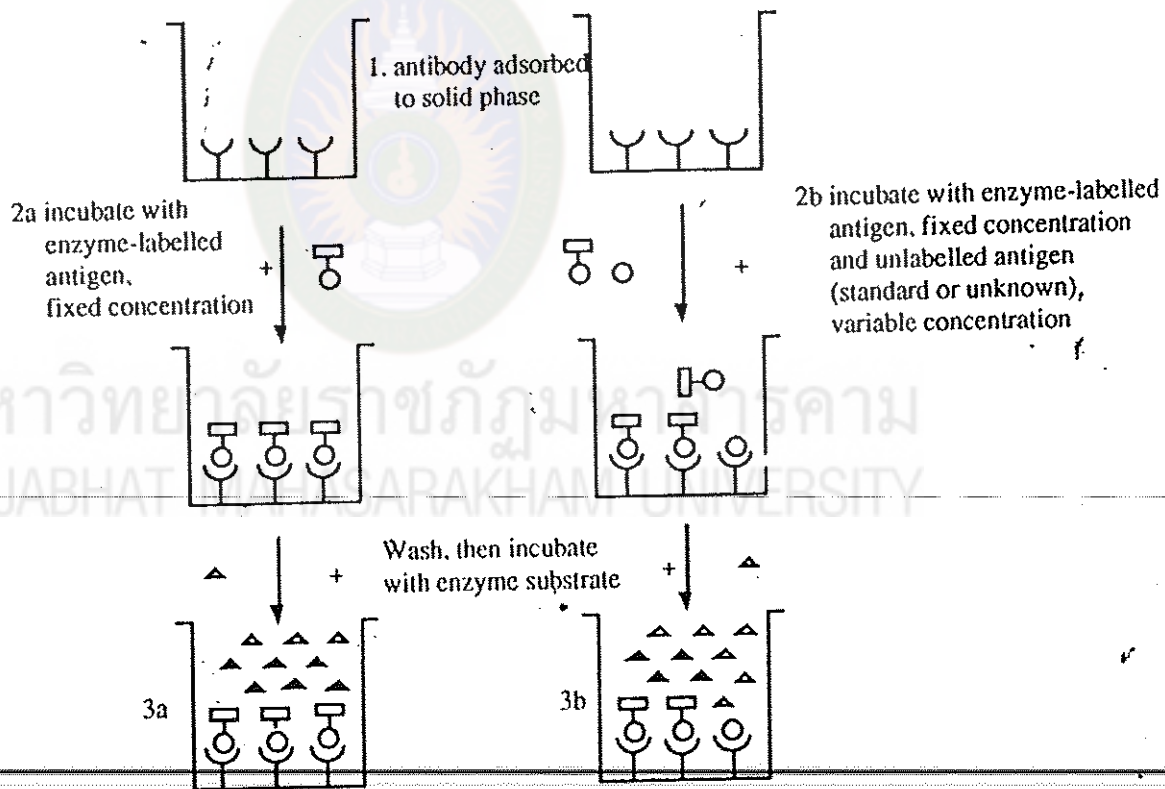 1. antibody adsorbed
to solid phase
2a incubate with
enzyme-labelled
antigen,
fixed concentration
+
+
2b incubate with enzyme-labelled
antigen, fixed concentration
and unlabelled antigen
(standard or unknown),
variable concentration
หาวิทยาลัยราชภัฏมหาสารคาม
JABHAT MAHASARAKHAM UNIVERSITY
+
Wash, then incubate
with enzyme substrate
+
3a
3b